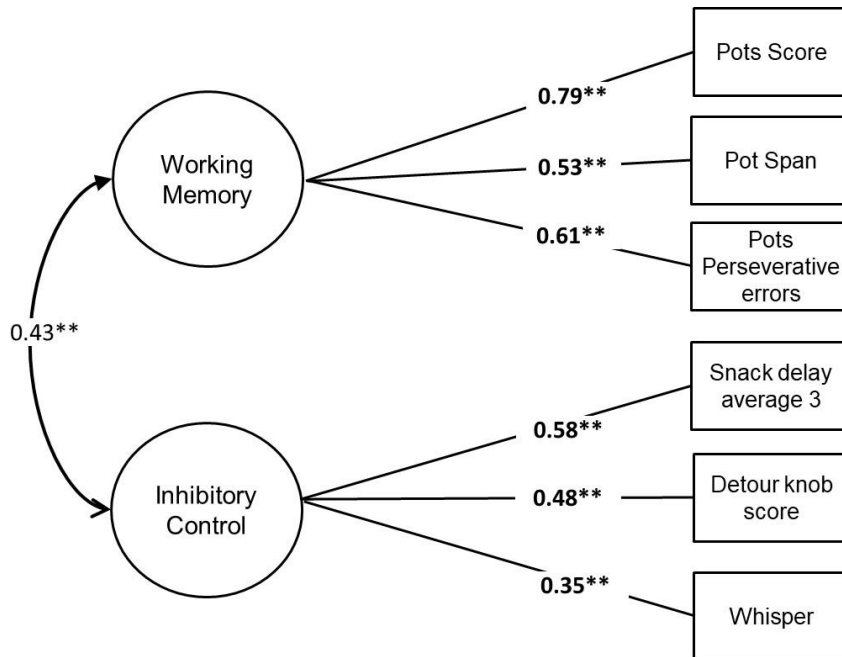 Pots Score
0.79**
Working
Memory
0.53**
Pot Span
0.61**
Pots
Perseverative
errors
0.43**
Snack delay
average 3
0.58**
Inhibitory
Control
0.48**
Detour knob
score
0.35**
Whisper